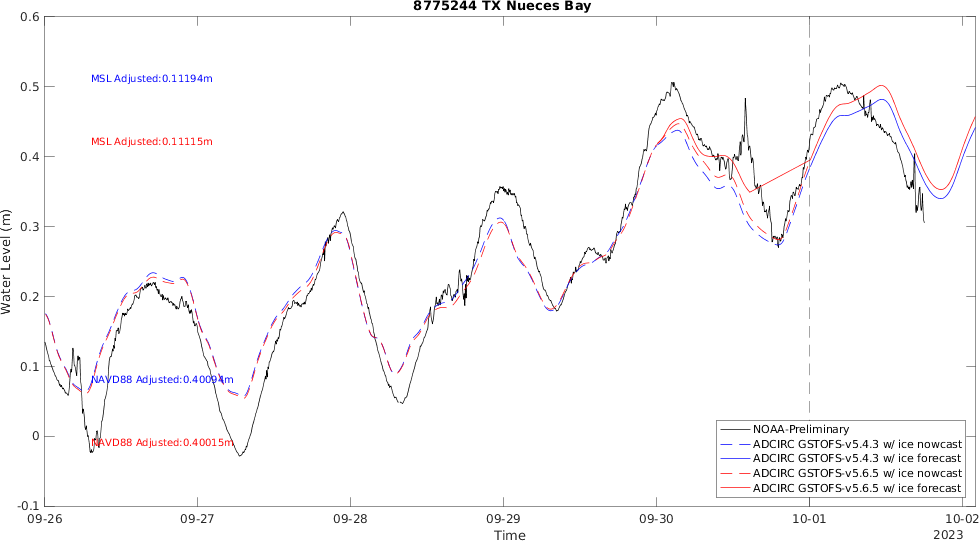 8775244 TX Nueces Bay
0.6
0.5
0.4
0.3
0.2
0.1
0
-0.1
Water Level (m)
MSL Adjusted:0.11194m
MSL Adjusted:0.11115m
NAVD88 Adjusted:0.40094m
NAVD88 Adjusted:0.40015m
NOAA-Preliminary
ADCIRC GSTOFS-v5.4.3 w/ ice nowcast
ADCIRC GSTOFS-v5.4.3 w/ ice forecast
ADCIRC GSTOFS-v5.6.5 w/ ice nowcast
ADCIRC GSTOFS-v5.6.5 w/ ice forecast
09-26 09-27 09-28 09-29 09-30 10-01 10-02
Time
2023